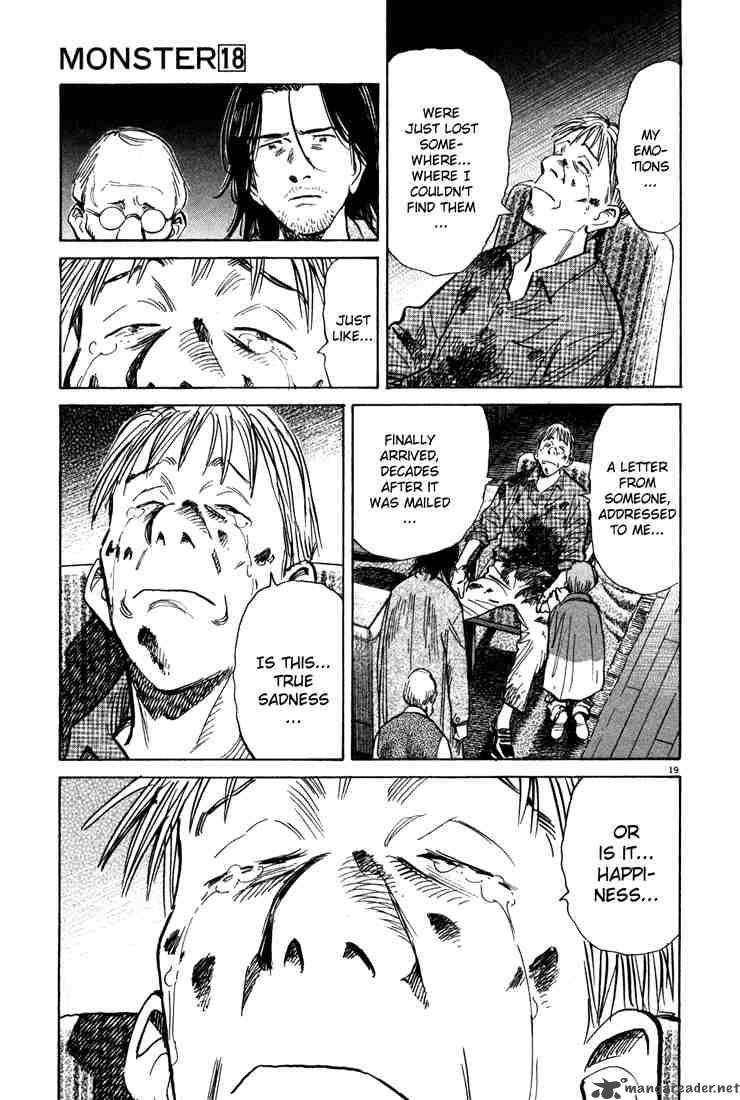 MONSTER 18
MY
EMO-
TIONS
...
WERE
JUST LOST
SOME-
WHERE...
WHERE I
COULDN'T
FIND THEM
...
JUST
LIKE...
A LETTER
FROM
SOMEONE,
ADDRESSED
TO ME...
FINALLY
ARRIVED,
DECADES
AFTER
IT WAS
MAILED
...
IS THIS...
TRUE
SADNESS
...
19
OR
IS IT...
HAPPI-
NESS...
mangareader.net